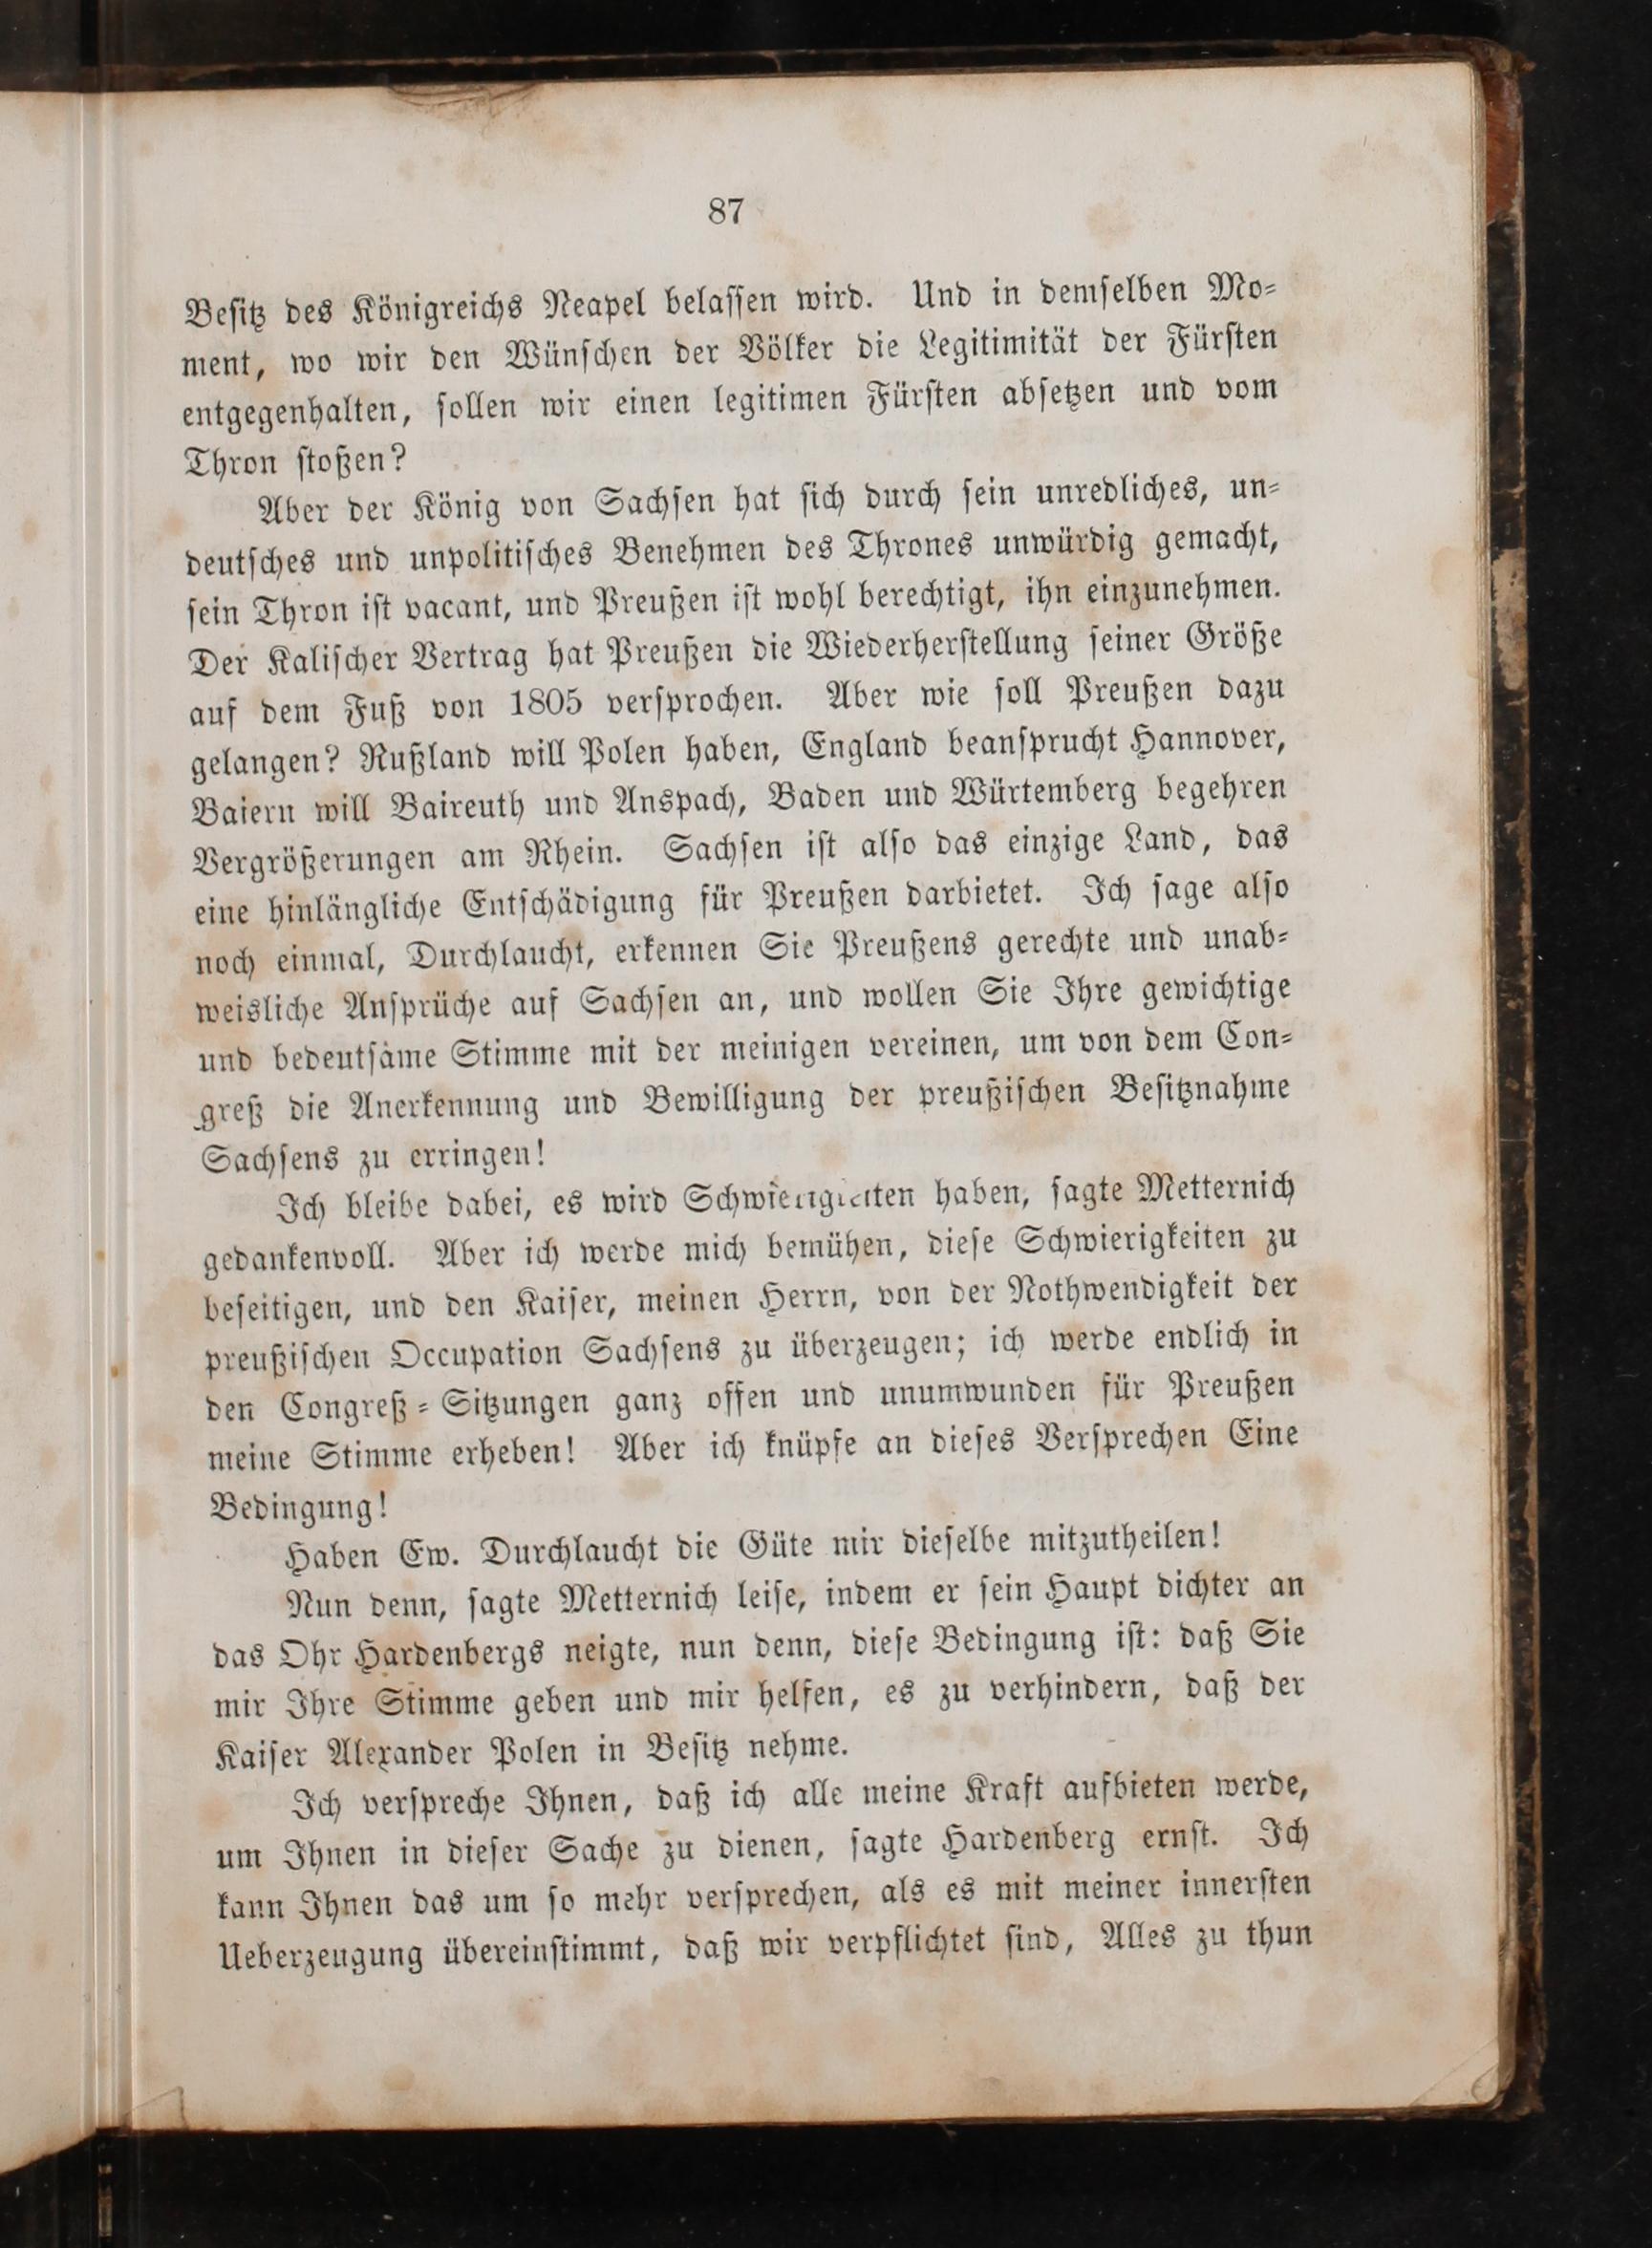 87
Besitz des Königreichs Neapel belassen wird. Und in demselben Mo-
ment, wo wir den Wünschen der Völker die Legitimität der Fürsten
entgegenhalten, sollen wir einen legitimen Fürsten absetzen und vom
Thron stoßen?
Aber der König von Sachsen hat sich durch sein unredliches, un-
deutsches und unpolitisches Benehmen des Thrones unwürdig gemacht,
sein Thron ist vacant, und Preußen ist wohl berechtigt, ihn einzunehmen.
Der Kalischer Vertrag hat Preußen die Wiederherstellung seiner Größe
auf dem Fuß von 1805 versprochen. Aber wie soll Preußen dazu
gelangen? Rußland will Polen haben, England beansprucht Hannover,
Baiern will Baireuth und Anspach, Baden und Würtemberg begehren
Vergrößerungen am Rhein. Sachsen ist also das einzige Land, das
eine hinlängliche Entschädigung für Preußen darbietet. Ich sage also
noch einmal, Durchlaucht, erkennen Sie Preußens gerechte und unab-
weisliche Ansprüche auf Sachsen an, und wollen Sie Ihre gewichtige
und bedeutsame Stimme mit der meinigen vereinen, um von dem Con-
greß die Anerkennung und Bewilligung der preußischen Besitznahme
Sachsens zu erringen!
Ich bleibe dabei, es wird Schwierigkeiten haben, sagte Metternich
gedankenvoll. Aber ich werde mich bemühen, diese Schwierigkeiten zu
beseitigen, und den Kaiser, meinen Herrn, von der Nothwendigkeit der
preußischen Occupation Sachsens zu überzeugen; ich werde endlich in
den Congreß-Sitzungen ganz offen und unumwunden für Preußen
meine Stimme erheben! Aber ich knüpfe an dieses Versprechen Eine
Bedingung!
Haben Ew. Durchlaucht die Güte mir dieselbe mitzutheilen!
Nun denn, sagte Metternich leise, indem er sein Haupt dichter an
das Ohr Hardenbergs neigte, nun denn, diese Bedingung ist: daß Sie
mir Ihre Stimme geben und mir helfen, es zu verhindern, daß der
Kaiser Alexander Polen in Besitz nehme.
Ich verspreche Ihnen, daß ich alle meine Kraft aufbieten werde,
um Ihnen in dieser Sache zu dienen, sagte Hardenberg ernst. Ich
kann Ihnen das um so mehr versprechen, als es mit meiner innersten
Ueberzeugung übereinstimmt, daß wir verpflichtet sind, Alles zu thun